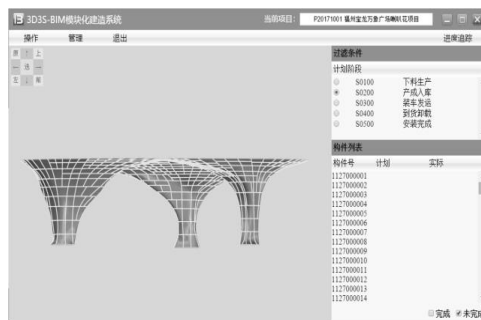 3D3S-BIM模块化建造系统 当前项目: P20171001 福州宝龙万象广场喇叭花项目
操作 管理 退出 进度追踪
上
左
过滤条件
计划阶段
S0100 下料生产
S0200 产成入库
S0300 装车发运
S0400 到货卸载
S0500 安装完成
构件列表
构件号 计划 实际
1127000001
1127000002
1127000003
1127000004
1127000005
1127000006
1127000007
1127000008
1127000009
1127000010
1127000011
1127000012
1127000013
1127000014
完成 未完成